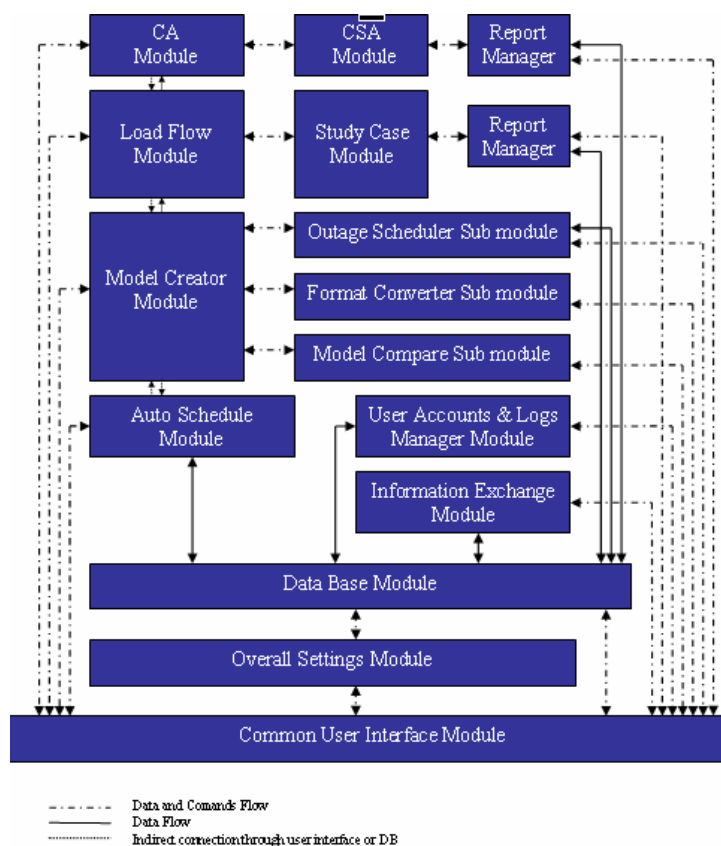 CA
Module
CSA
Module
Report
Manager
Load Flow
Module
Study Case
Module
Report
Manager
Model Creator
Module
Outage Scheduler Sub module
Format Converter Sub module
Model Compare Sub module
Auto Schedule
Module
User Accounts & Logs
Manager Module
Information Exchange
Module
Data Base Module
Overall Settings Module
Common User Interface Module
Data and Comands Flow
Data Flow
Indirect connection through user interface or DB